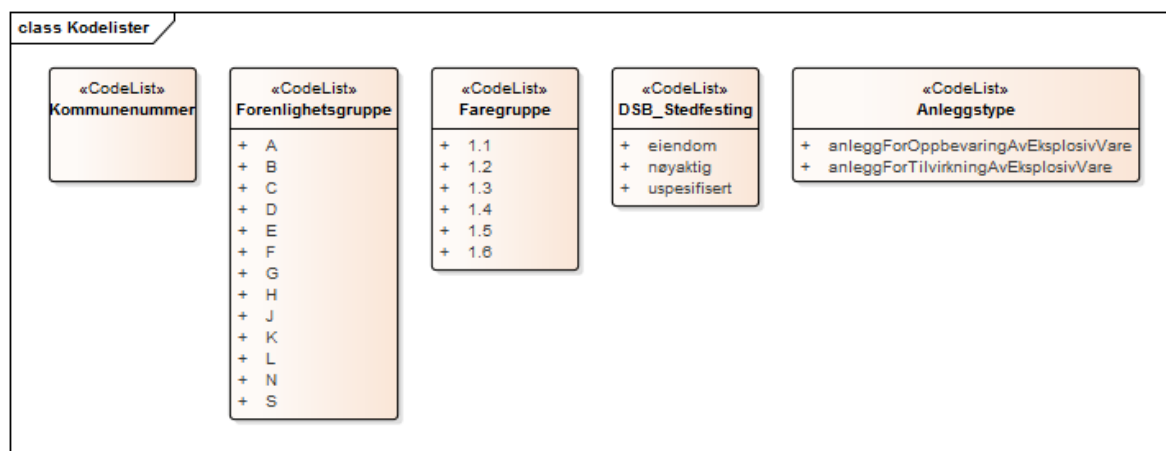 class Kodelister
«CodeList»
Kommunenummer
«CodeList»
Forenlighetsgruppe
+ A
+ B
+ C
+ D
+ E
+ F
+ G
+ H
+ J
+ K
+ L
+ N
+ S
«CodeList»
Faregruppe
+ 1.1
+ 1.2
+ 1.3
+ 1.4
+ 1.5
+ 1.6
«CodeList»
DSB_Stedfesting
+ eiendom
+ nøyaktig
+ uspesifisert
«CodeList»
Anleggstype
+ anleggForOppbevaringAvEksplosivVare
+ anleggForTilvirkningAvEksplosivVare